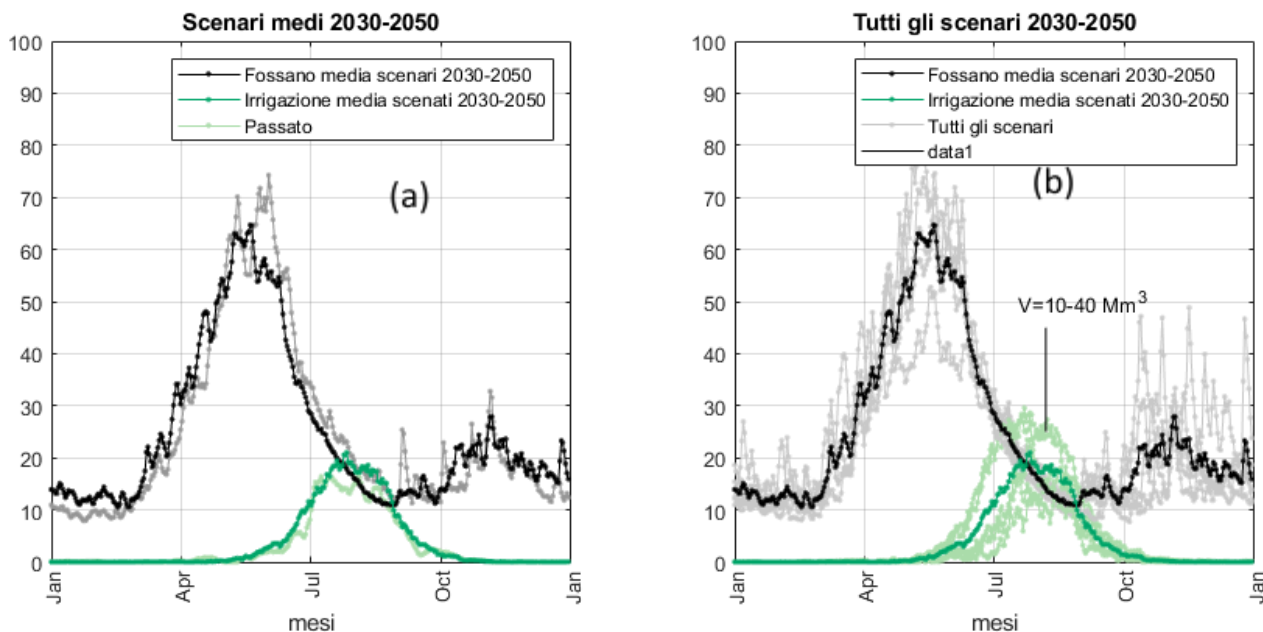 Scenari medi 2030-2050
100
90
80
70
60
50
40
30
20
10
0
Fossano media scenari 2030-2050
Irrigazione media scenati 2030-2050
Passato
(a)
Jan
Apr
Jul
Oct
Jan
mesi
Tutti gli scenari 2030-2050
100
90
80
70
60
50
40
30
20
10
0
Fossano media scenari 2030-2050
Irrigazione media scenati 2030-2050
Tutti gli scenari
data1
(b)
V=10-40 Mm³
Jan
Apr
Jul
Oct
Jan
mesi